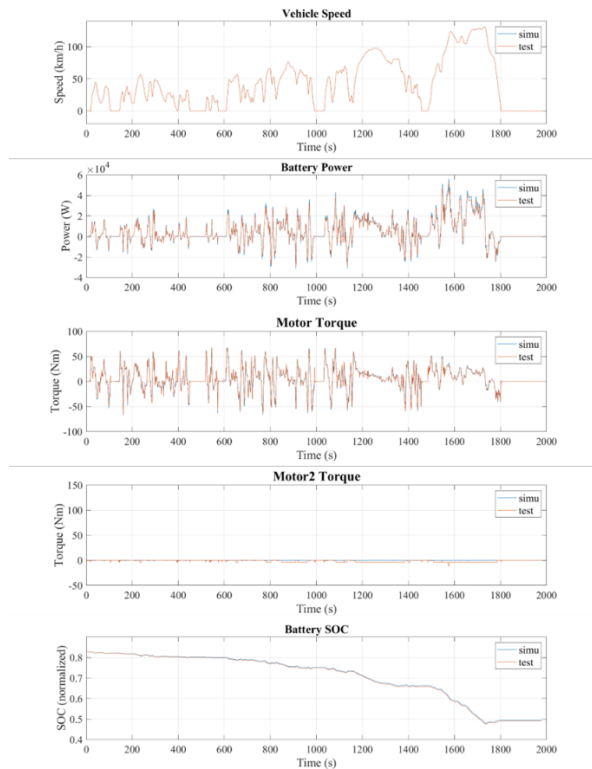 Vehicle Speed
100
50
0
Speed (km/h)
simu
test
0 200 400 600 800 1000 1200 1400 1600 1800 2000
Time (s)
Battery Power
×10⁴
6
4
2
0
-2
-4
Power (W)
simu
test
0 200 400 600 800 1000 1200 1400 1600 1800 2000
Time (s)
Motor Torque
100
50
0
-50
-100
Torque (Nm)
simu
test
0 200 400 600 800 1000 1200 1400 1600 1800 2000
Time (s)
Motor2 Torque
150
100
50
0
-50
Torque (Nm)
simu
test
0 200 400 600 800 1000 1200 1400 1600 1800 2000
Time (s)
Battery SOC
0.8
0.7
0.6
0.5
0.4
SOC (normalized)
simu
test
0 200 400 600 800 1000 1200 1400 1600 1800 2000
Time (s)